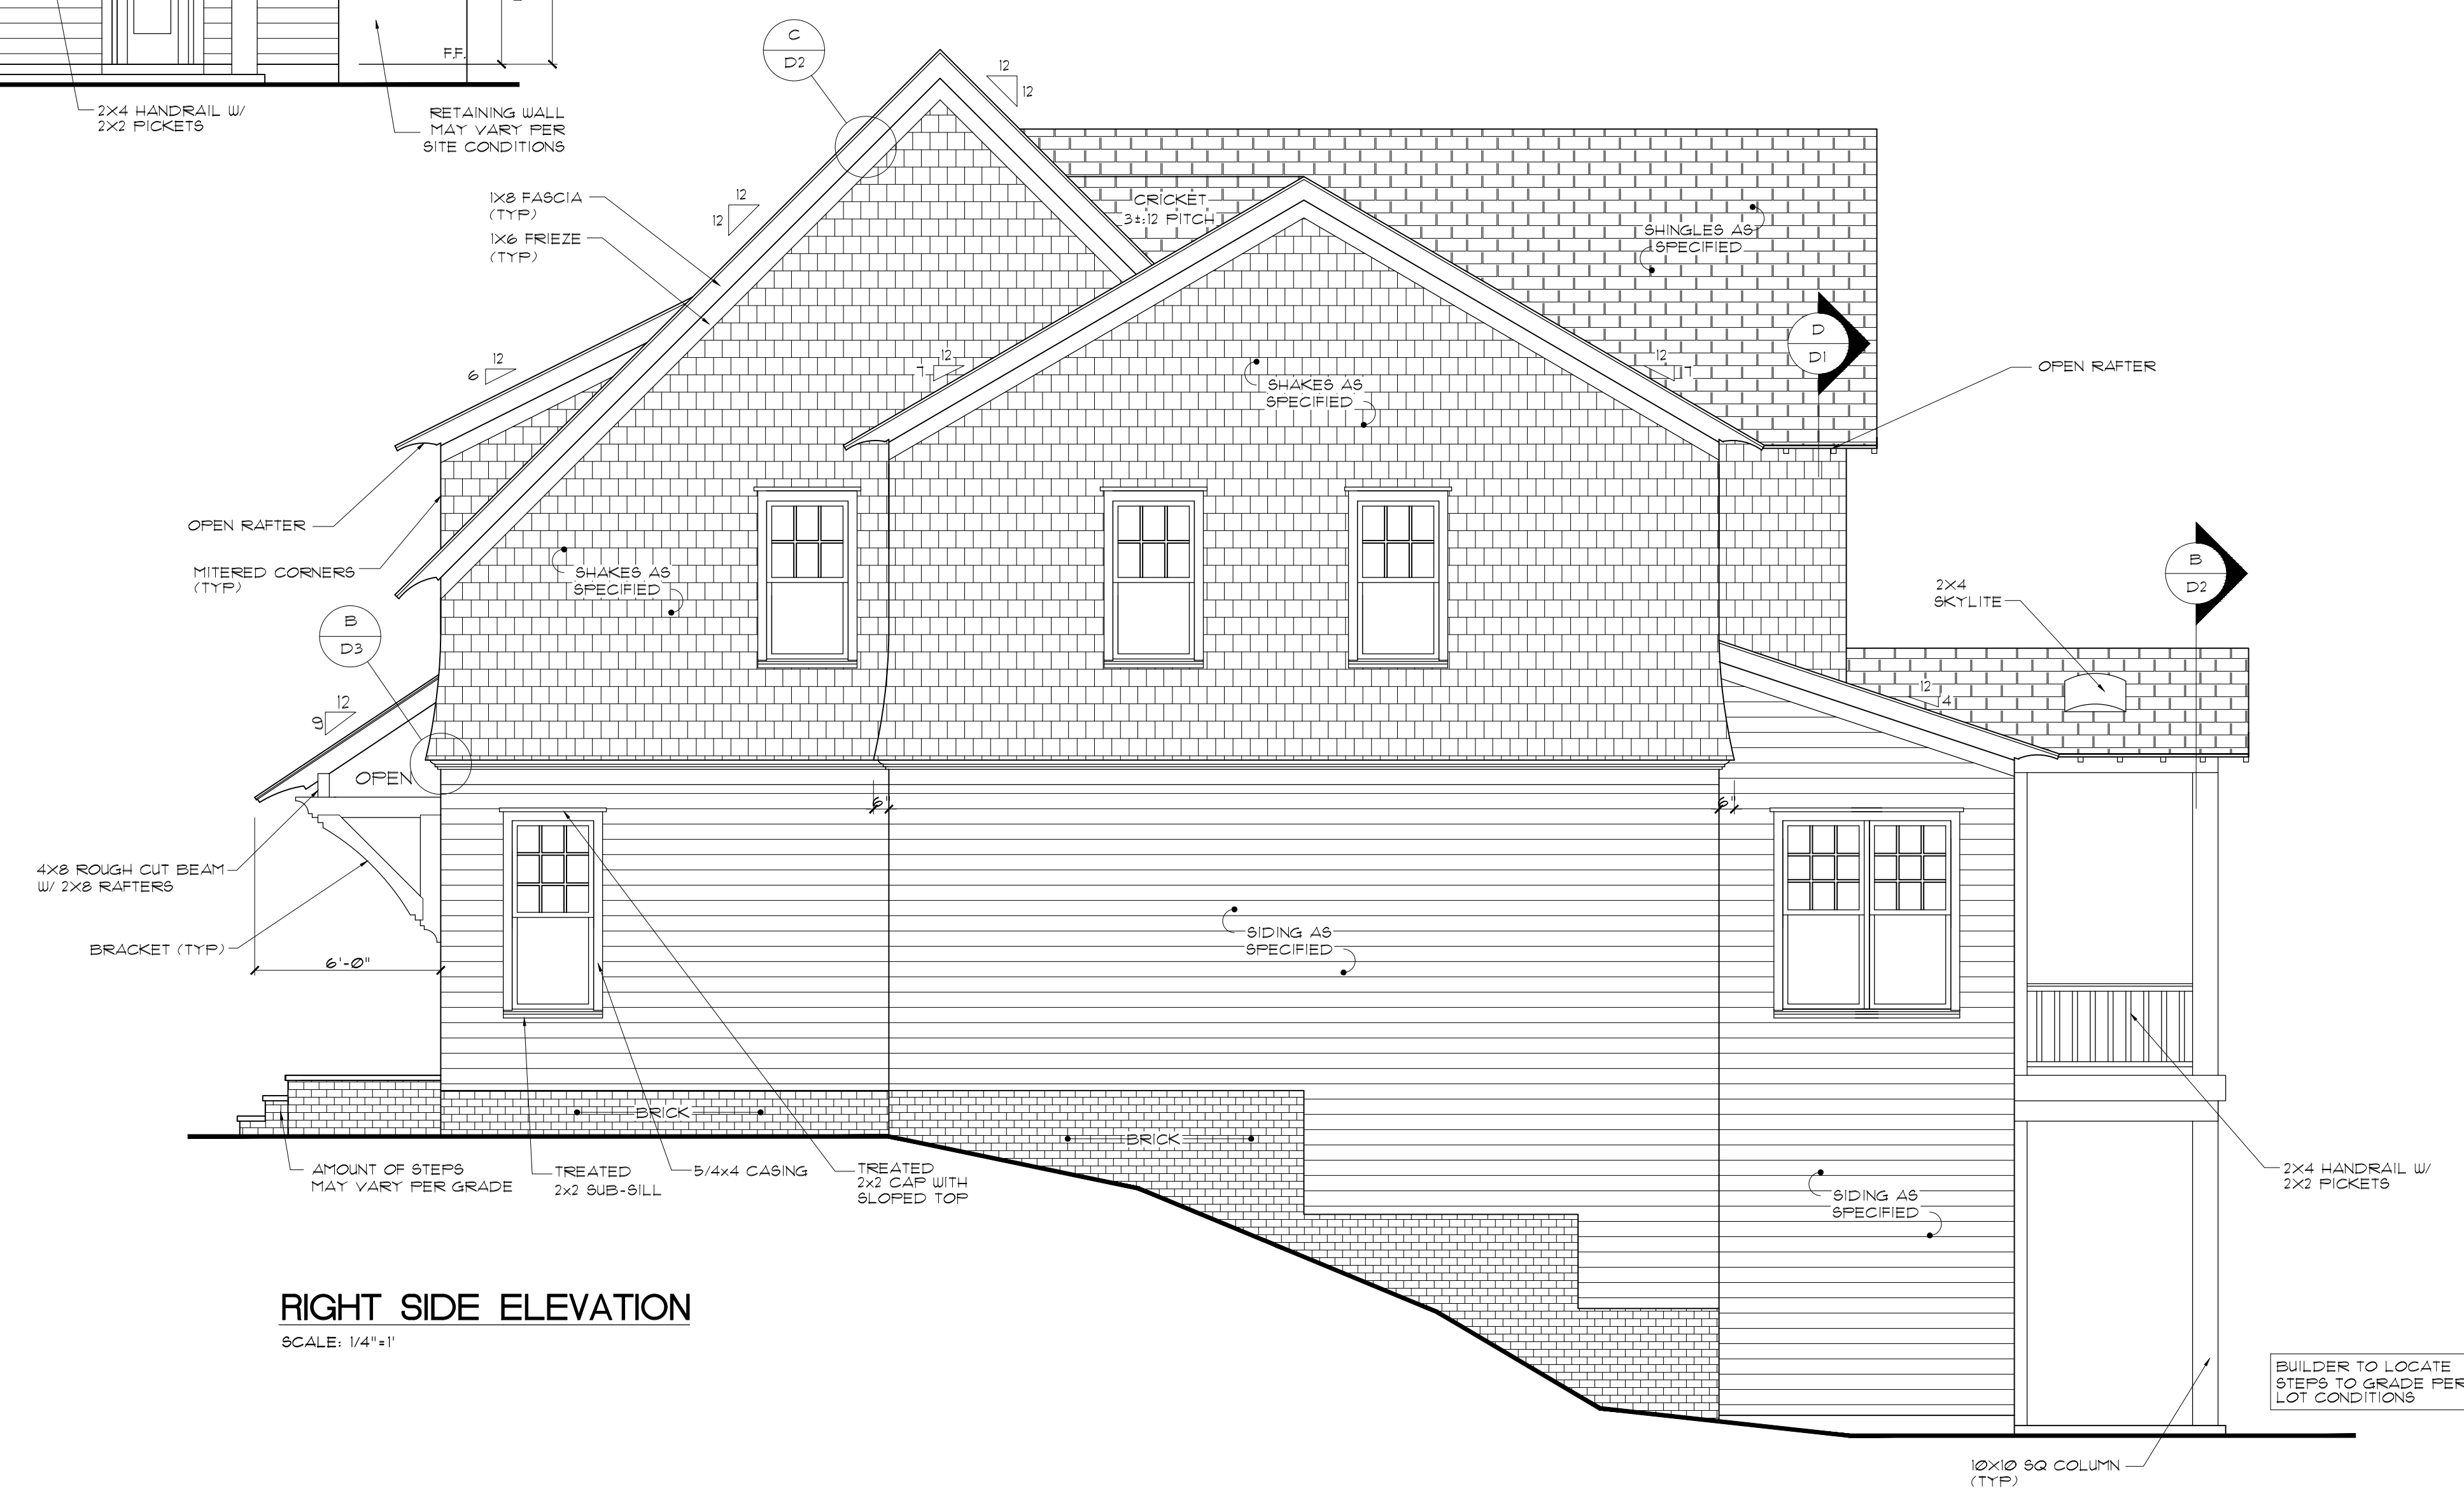 F.F.
2X4 HANDRAIL W/
2X2 PICKETS
RETAINING WALL
MAY VARY PER
SITE CONDITIONS
C
D2
12
12
12
12
1X8 FASCIA
(TYP)
1X6 FRIEZE
(TYP)
CRICKET
3±:12 PITCH
SHINGLES AS
SPECIFIED
D
D1
12
6
12
7
12
7
OPEN RAFTER
SHAKES AS
SPECIFIED
OPEN RAFTER
MITERED CORNERS
(TYP)
SHAKES AS
SPECIFIED
B
D2
2X4
SKYLITE
B
D3
12
9
12
4
OPEN
6"
6"
4X8 ROUGH CUT BEAM
W/ 2X8 RAFTERS
BRACKET (TYP)
6'-0"
SIDING AS
SPECIFIED
BRICK
BRICK
AMOUNT OF STEPS
MAY VARY PER GRADE
TREATED
2x2 SUB-SILL
5/4x4 CASING
TREATED
2x2 CAP WITH
SLOPED TOP
SIDING AS
SPECIFIED
2X4 HANDRAIL W/
2X2 PICKETS
RIGHT SIDE ELEVATION
SCALE: 1/4"=1'
BUILDER TO LOCATE
STEPS TO GRADE PER
LOT CONDITIONS
10X10 SQ COLUMN
(TYP)